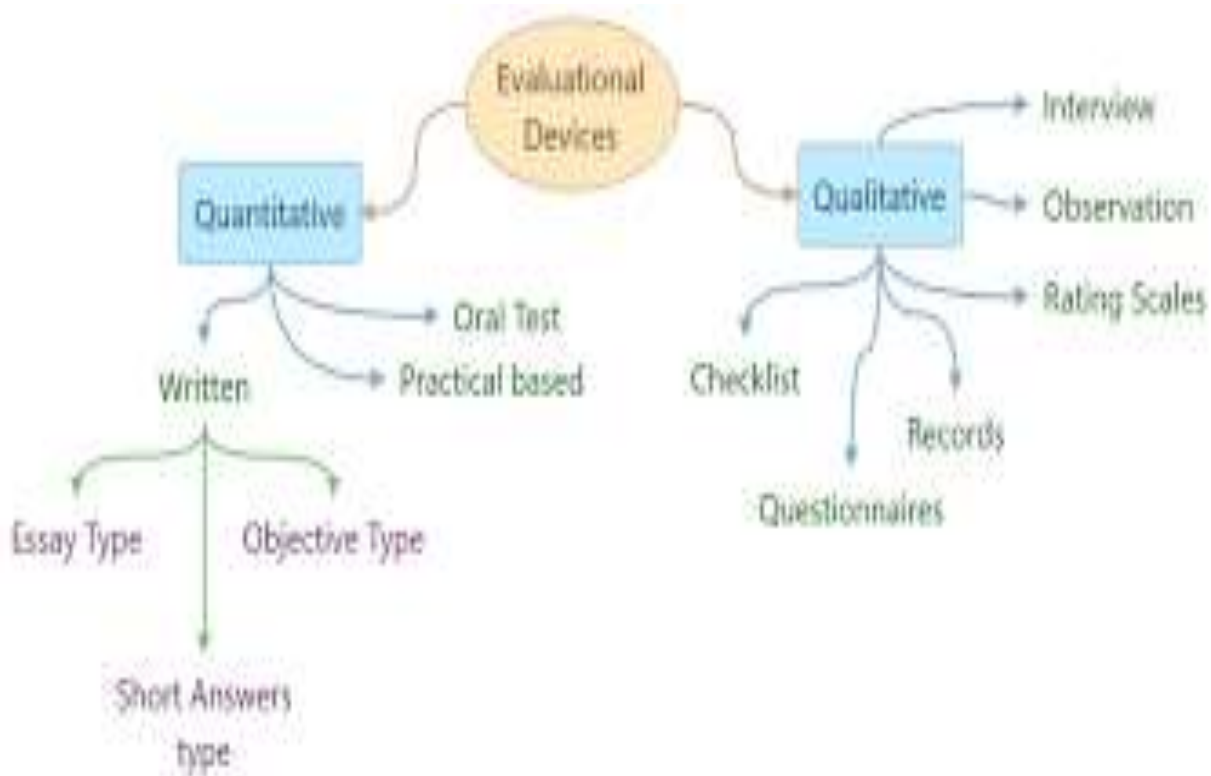 Evaluational
Devices
Quantitative
Qualitative
Interview
Observation
Rating Scales
Oral Test
Practical based
Written
Checklist
Records
Questionnaires
Essay Type
Objective Type
Short Answers
type